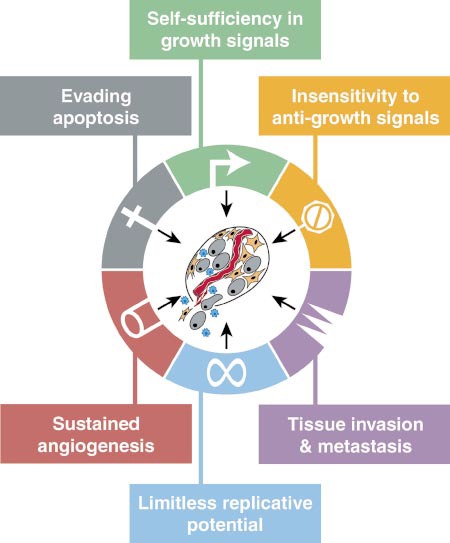 Self-sufficiency in
growth signals
Evading
apoptosis
Insensitivity to
anti-growth signals
Sustained
angiogenesis
Tissue invasion
& metastasis
Limitless replicative
potential